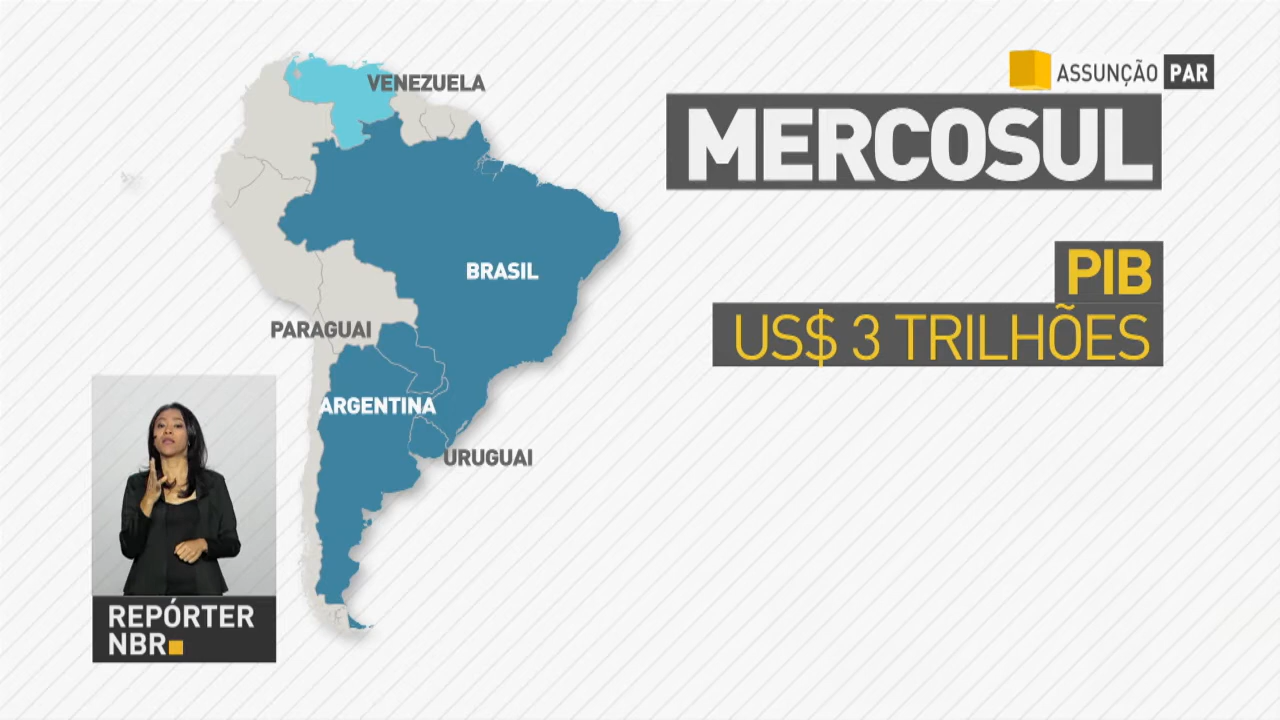 VENEZUELA
ASSUNÇÃO PAR
MERCOSUL
PIB
US$ 3 TRILHÕES
BRASIL
PARAGUAI
ARGENTINA
URUGUAI
REPÓRTER
NBR